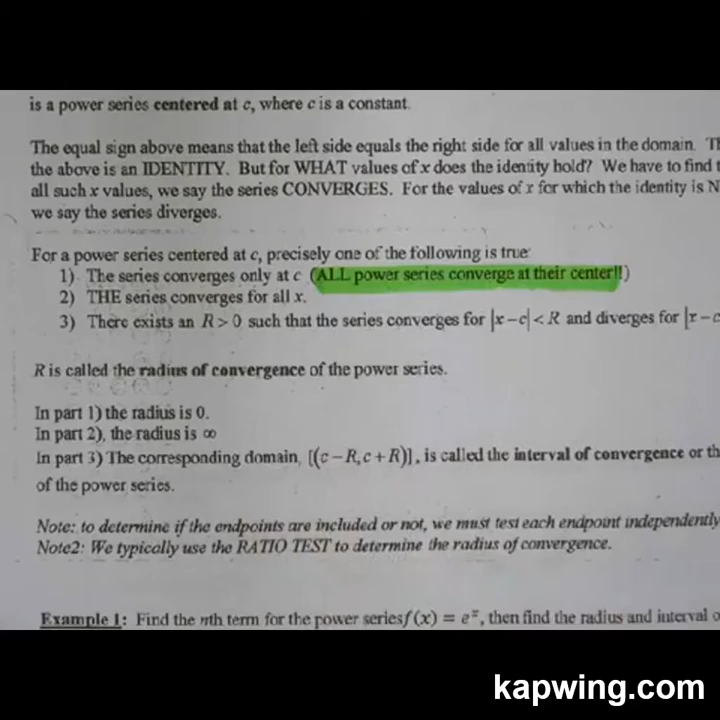 is a power series centered at c, where c is a constant.
The equal sign above means that the left side equals the right side for all values in the domain.
the above is an IDENTITY. But for WHAT values of x does the identity hold? We have to find
all such x values, we say the series CONVERGES. For the values of x for which the identity is N
we say the series diverges.
For a power series centered at c, precisely one of the following is true:
1) The series converges only at c (ALL power series converge at their center!!)
2) THE series converges for all x.
3) There exists an R > 0 such that the series converges for |x − c| < R and diverges for |x − c
R is called the radius of convergence of the power series.
In part 1) the radius is 0.
In part 2), the radius is ∞
In part 3) The corresponding domain, [(c − R, c + R)], is called the interval of convergence or th
of the power series.
Note: to determine if the endpoints are included or not, we must test each endpoint independently
Note2: We typically use the RATIO TEST to determine the radius of convergence.
Example 1: Find the nth term for the power series f(x) = eˣ, then find the radius and interval o
kapwing.com